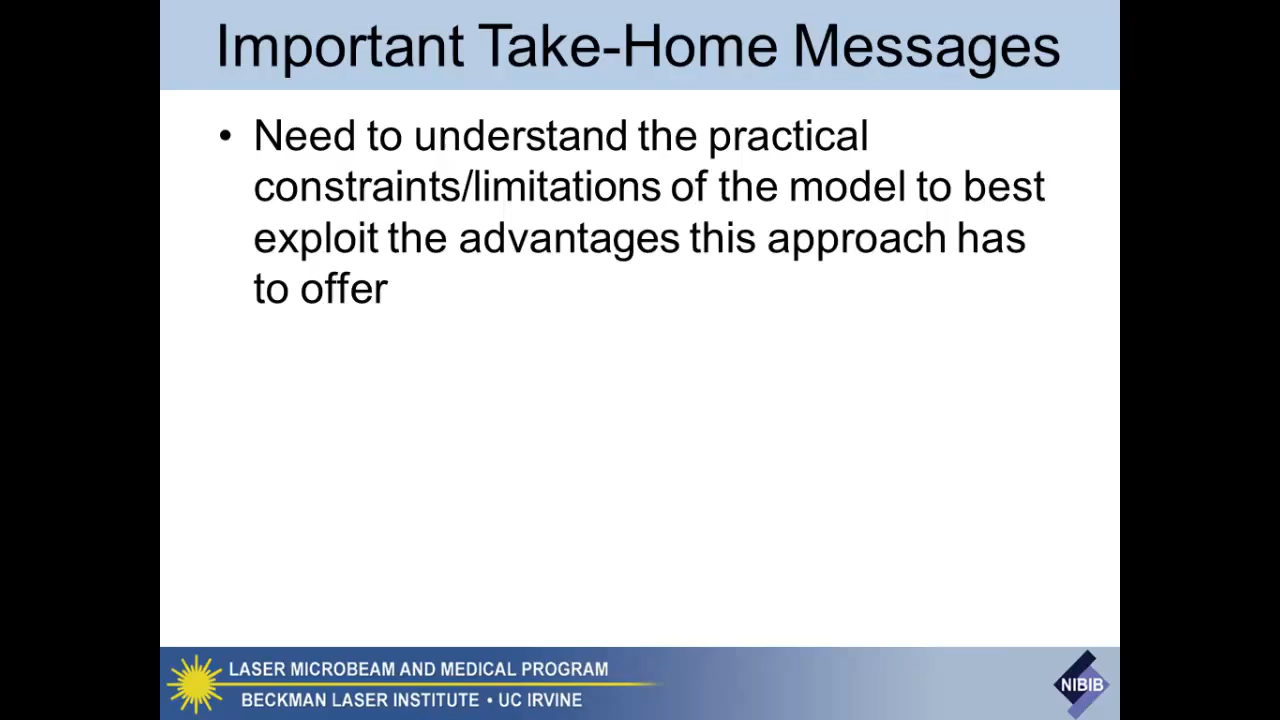 Important Take-Home Messages
• Need to understand the practical
constraints/limitations of the model to best
exploit the advantages this approach has
to offer
LASER MICROBEAM AND MEDICAL PROGRAM
BECKMAN LASER INSTITUTE • UC IRVINE
NIBIB